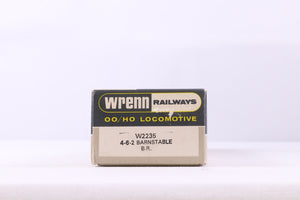 wrenn RAILWAYS
OO/HO LOCOMOTIVE
W2235
4-6-2 BARNSTABLE
B.R.